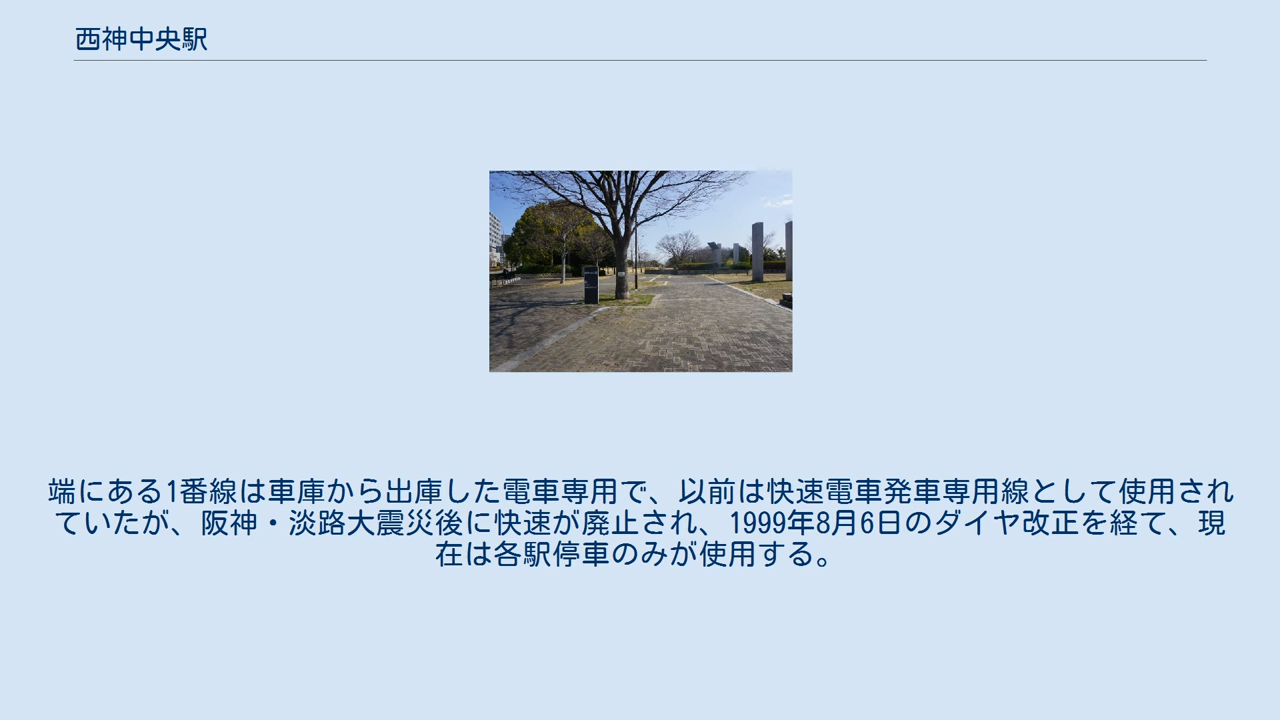 西神中央駅
端にある1番線は車庫から出庫した電車専用で、以前は快速電車発車専用線として使用され
ていたが、阪神・淡路大震災後に快速が廃止され、1999年8月6日のダイヤ改正を経て、現
在は各駅停車のみが使用する。